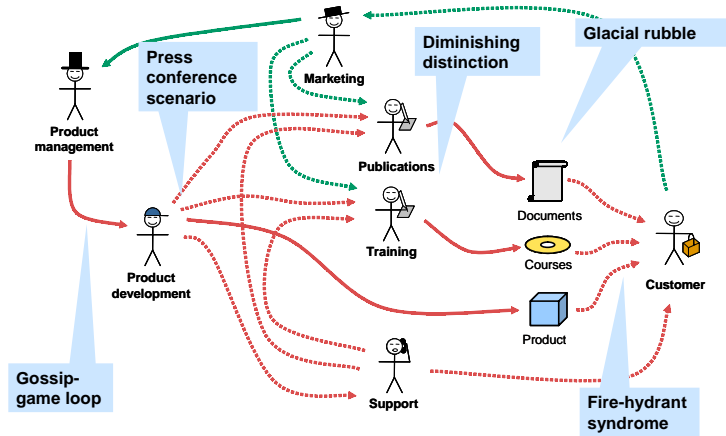 Press
conference
scenario
Marketing
Diminishing
distinction
Glacial rubble
Product
management
Publications
Documents
Training
Courses
Customer
Product
development
Product
Gossip-
game loop
Support
Fire-hydrant
syndrome